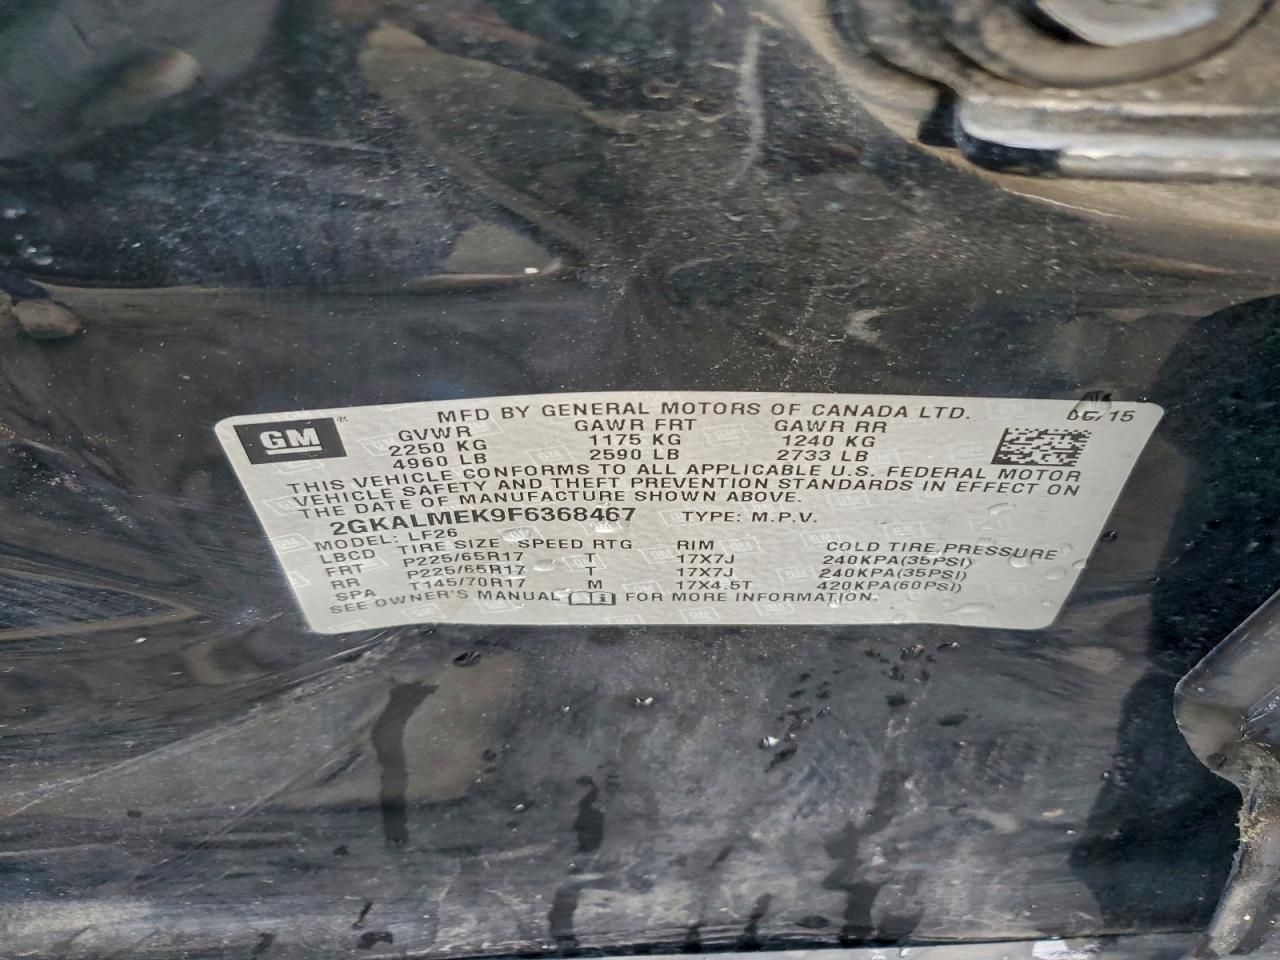 GM ®
MFD BY GENERAL MOTORS OF CANADA LTD. 06/15
GVWR GAWR FRT GAWR RR
2250 KG 1175 KG 1240 KG
4960 LB 2590 LB 2733 LB
THIS VEHICLE CONFORMS TO ALL APPLICABLE U.S. FEDERAL MOTOR
VEHICLE SAFETY AND THEFT PREVENTION STANDARDS IN EFFECT ON
THE DATE OF MANUFACTURE SHOWN ABOVE.
2GKALMEK9F6368467 TYPE: M.P.V.
MODEL: LF26
LBCD TIRE SIZE SPEED RTG RIM COLD TIRE PRESSURE
FRT P225/65R17 T 17X7J 240KPA(35PSI)
RR P225/65R17 T 17X7J 240KPA(35PSI)
SPA T145/70R17 M 17X4.5T 420KPA(60PSI)
SEE OWNER'S MANUAL FOR MORE INFORMATION.